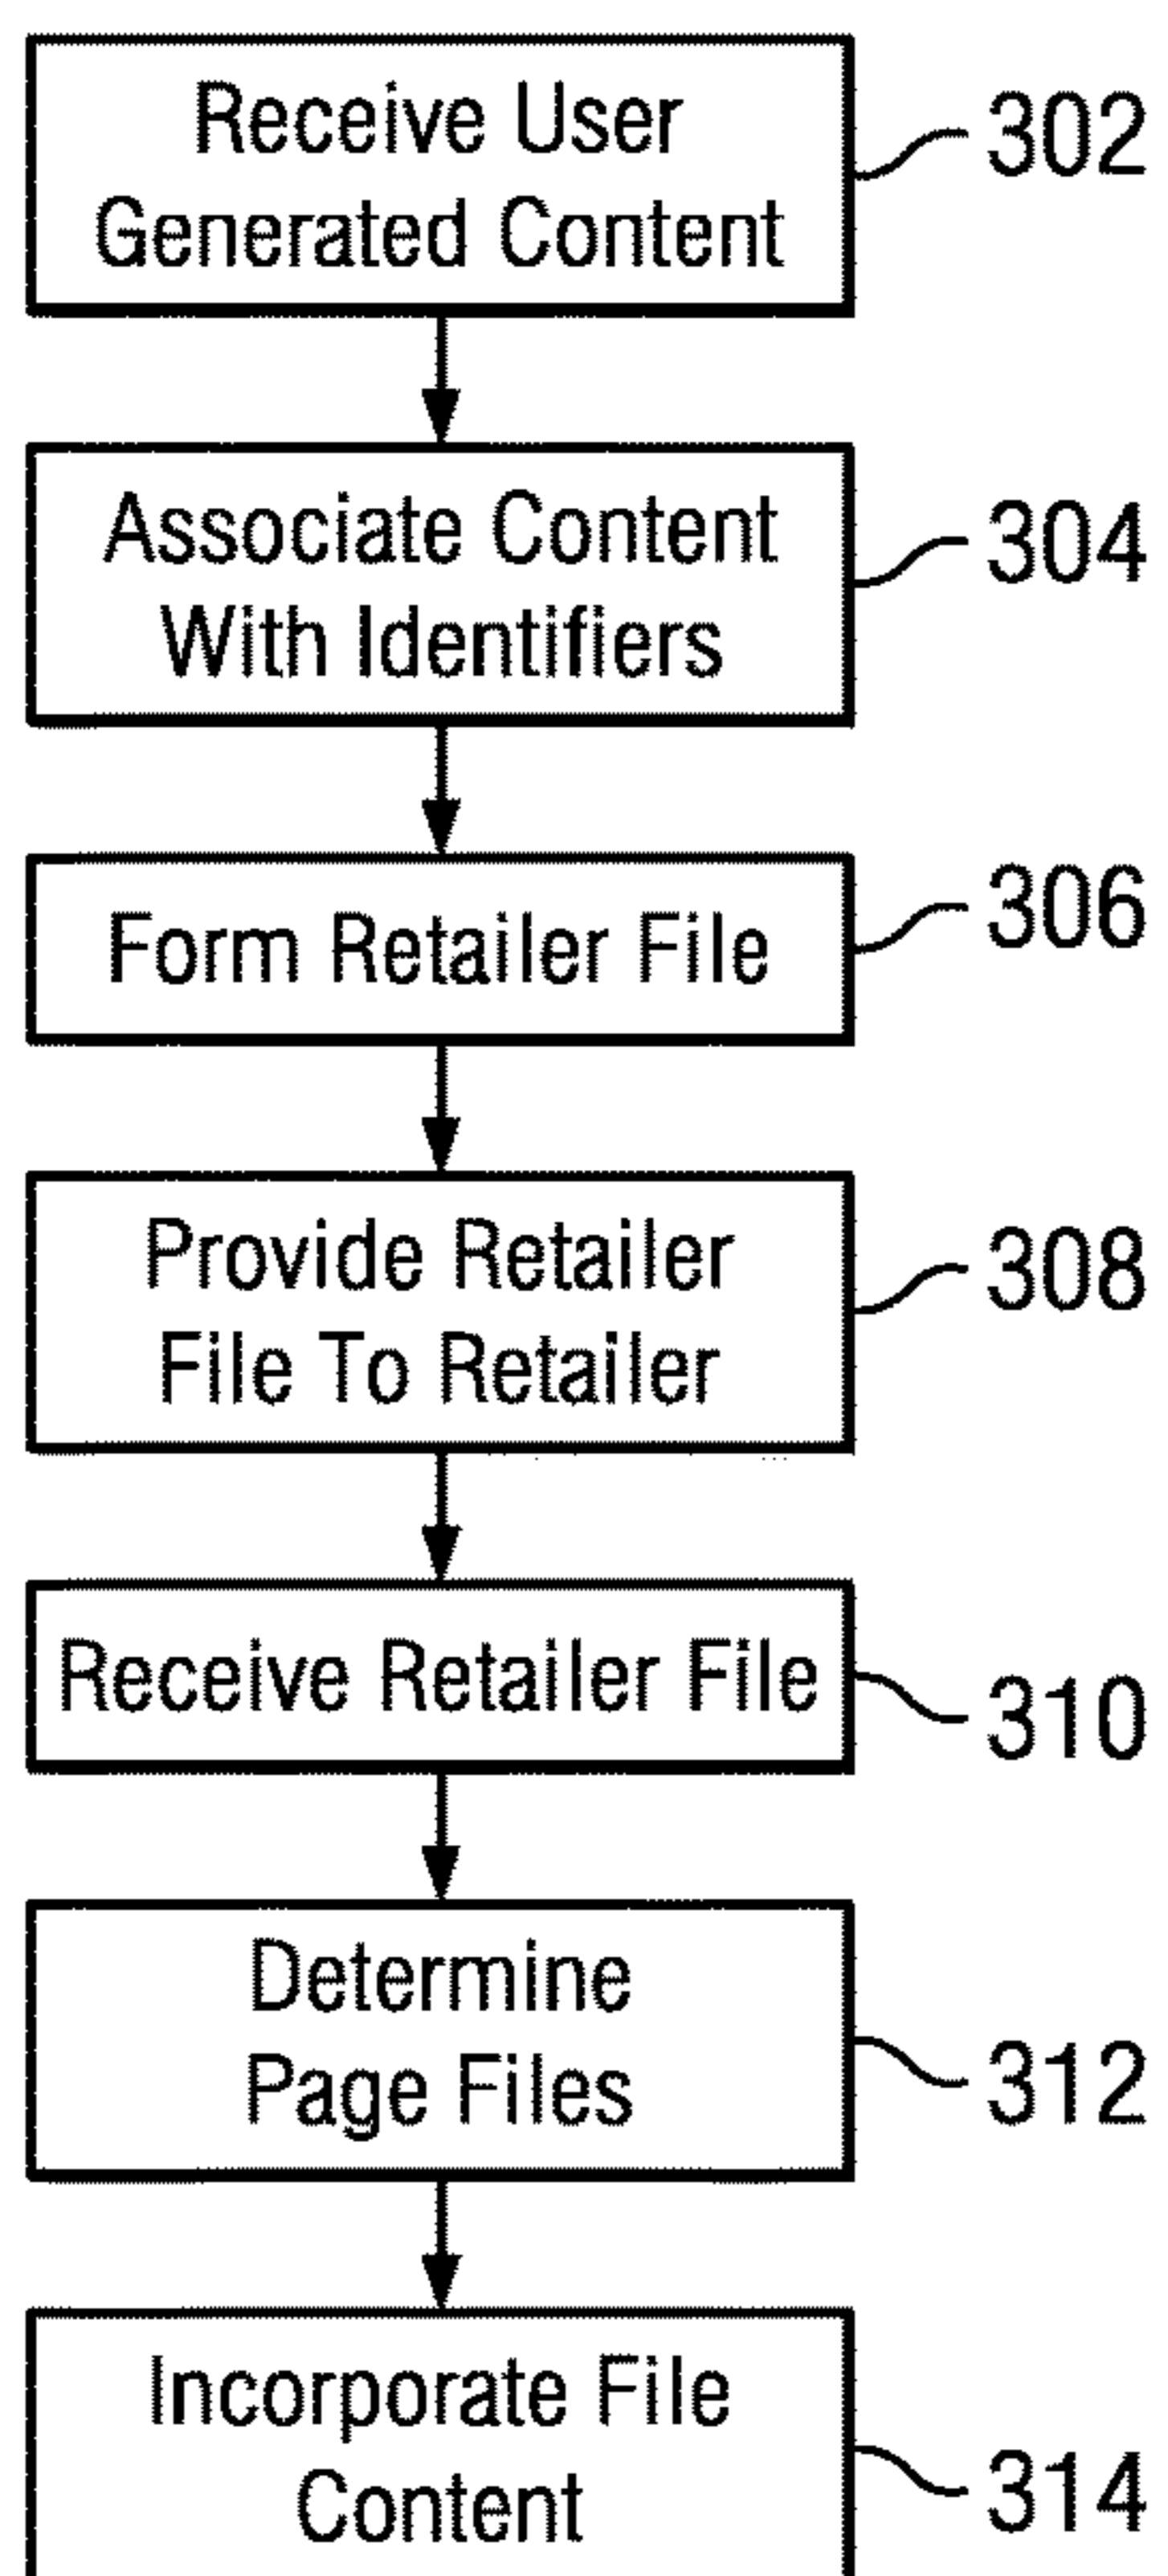 Receive User
Generated Content
302
Associate Content
With Identifiers
304
Form Retailer File
306
Provide Retailer
File To Retailer
308
Receive Retailer File
310
Determine
Page Files
312
Incorporate File
Content
314